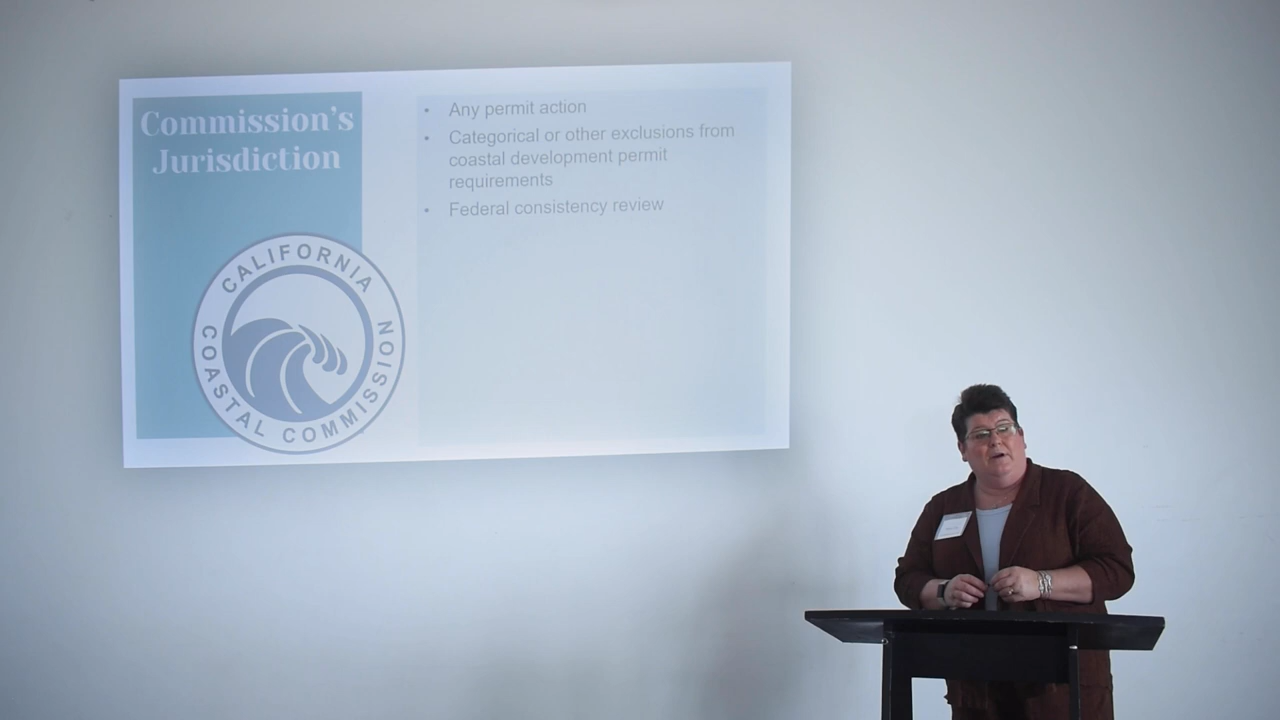 Commission's
Jurisdiction
• Any permit action
• Categorical or other exclusions from
coastal development permit
requirements
• Federal consistency review
CALIFORNIA
COASTAL COMMISSION